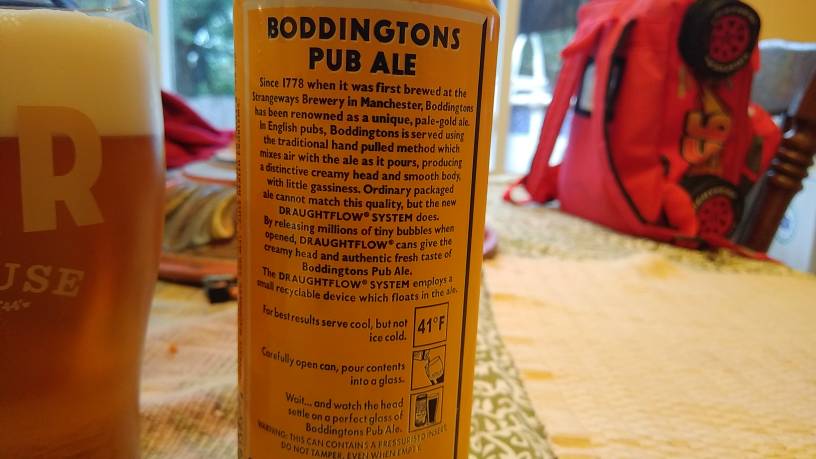 BODDINGTONS
PUB ALE
Since 1778 when it was first brewed at the
Strangeways Brewery in Manchester, Boddingtons
has been renowned as a unique, pale-gold ale.
In English pubs, Boddingtons is served using
the traditional hand pulled method which
mixes air with the ale as it pours, producing
a distinctive creamy head and smooth body,
with little gassiness. Ordinary packaged
ale cannot match this quality, but the new
DRAUGHTFLOW® SYSTEM does.
By releasing millions of tiny bubbles when
opened, DRAUGHTFLOW® cans give the
creamy head and authentic fresh taste of
Boddingtons Pub Ale.
The DRAUGHTFLOW® SYSTEM employs a
small recyclable device which floats in the ale.
For best results serve cool, but not
ice cold.
41°F
Carefully open can, pour contents
into a glass.
Wait... and watch the head
settle on a perfect glass of
Boddingtons Pub Ale.
WARNING: THIS CAN CONTAINS A PRESSURISED INSERT.
DO NOT TAMPER, EVEN WHEN EMPTY.
R
USE
95